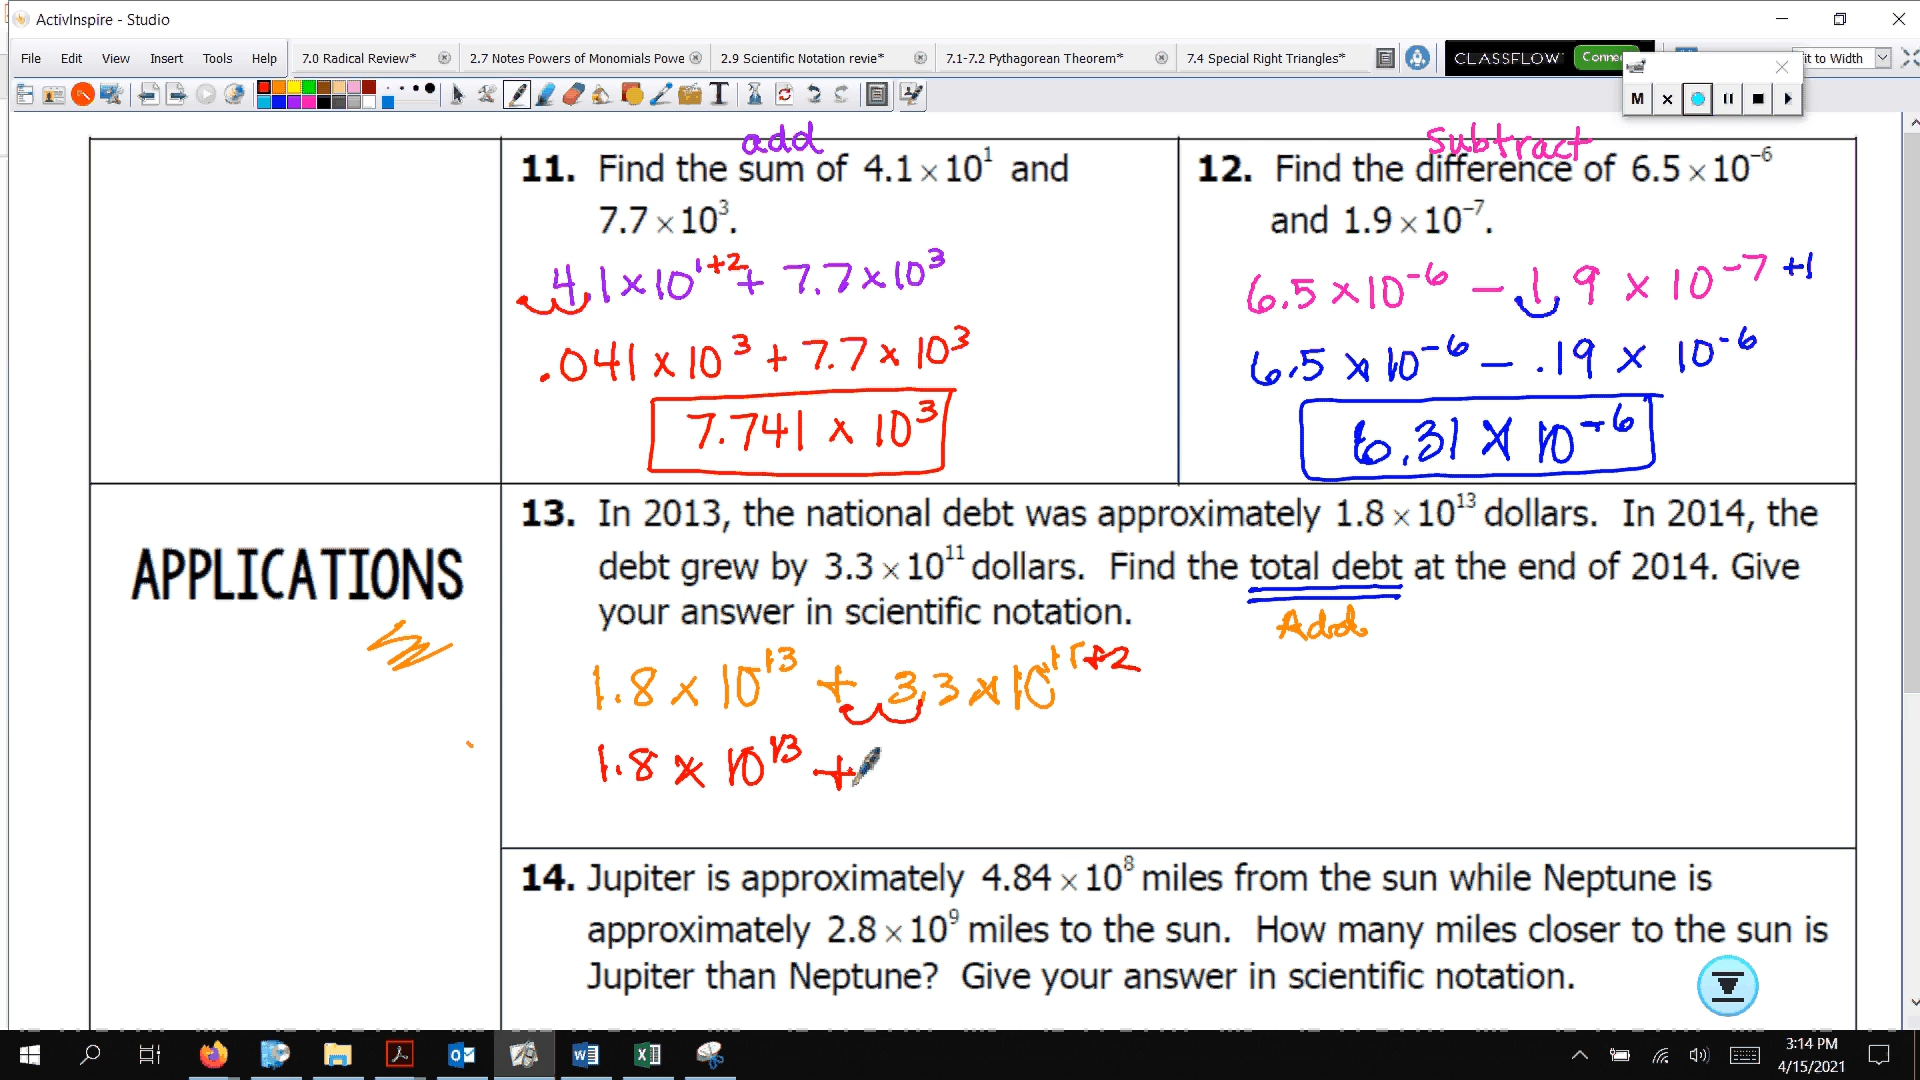 ActivInspire - Studio
File Edit View Insert Tools Help 7.0 Radical Review* 2.7 Notes Powers of Monomials Powe 2.9 Scientific Notation revie* 7.1-7.2 Pythagorean Theorem* 7.4 Special Right Triangles* CLASSFLOW Conne it to Width
M
add
11. Find the sum of 4.1 × 10¹ and
7.7 × 10³.
4.1 × 10¹⁺² + 7.7 × 10³
.041 × 10³ + 7.7 × 10³
7.741 × 10³
subtract
12. Find the difference of 6.5 × 10⁻⁶
and 1.9 × 10⁻⁷.
6.5 × 10⁻⁶ − 1.9 × 10⁻⁷ ⁺¹
6.5 × 10⁻⁶ − .19 × 10⁻⁶
6.31 × 10⁻⁶
APPLICATIONS
13. In 2013, the national debt was approximately 1.8 × 10¹³ dollars. In 2014, the
debt grew by 3.3 × 10¹¹ dollars. Find the total debt at the end of 2014. Give
your answer in scientific notation.
Add
1.8 × 10¹³ + 3.3 × 10¹¹⁺²
1.8 × 10¹³ +
14. Jupiter is approximately 4.84 × 10⁸ miles from the sun while Neptune is
approximately 2.8 × 10⁹ miles to the sun. How many miles closer to the sun is
Jupiter than Neptune? Give your answer in scientific notation.
3:14 PM
4/15/2021